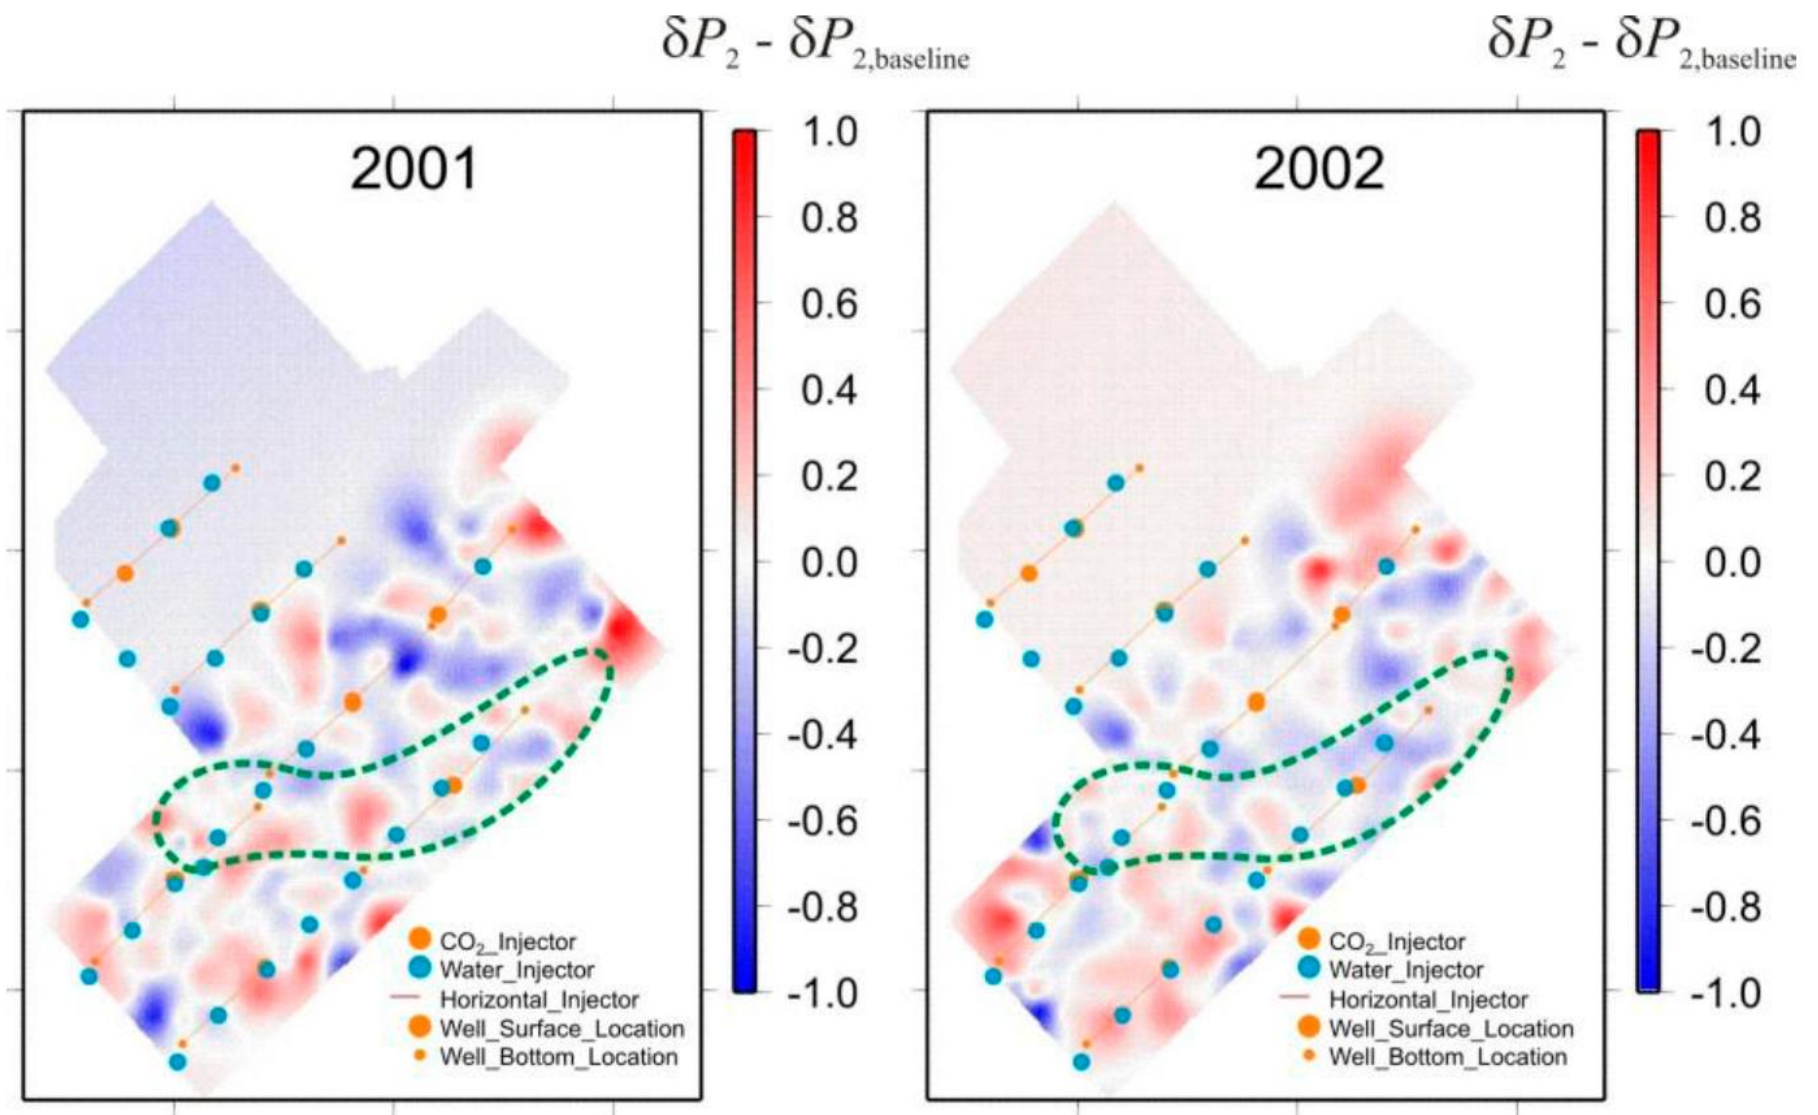 δP₂ - δP₂,baseline
δP₂ - δP₂,baseline
2001
1.0
0.8
0.6
0.4
0.2
0.0
-0.2
-0.4
-0.6
-0.8
-1.0
CO₂_Injector
Water_Injector
Horizontal_Injector
Well_Surface_Location
Well_Bottom_Location
2002
1.0
0.8
0.6
0.4
0.2
0.0
-0.2
-0.4
-0.6
-0.8
-1.0
CO₂_Injector
Water_Injector
Horizontal_Injector
Well_Surface_Location
Well_Bottom_Location